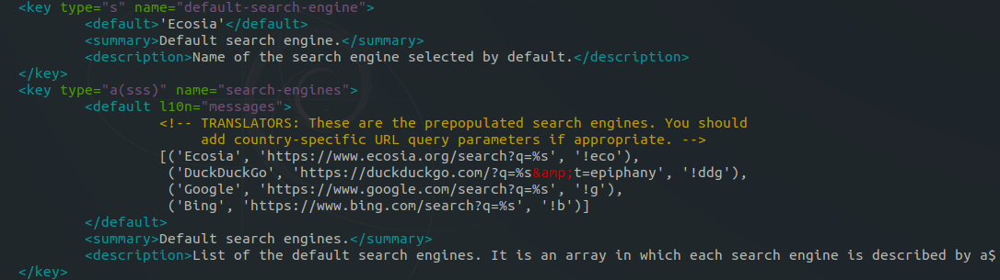 <key type="s" name="default-search-engine">
<default>'Ecosia'</default>
<summary>Default search engine.</summary>
<description>Name of the search engine selected by default.</description>
</key>
<key type="a(sss)" name="search-engines">
<default l10n="messages">
<!-- TRANSLATORS: These are the prepopulated search engines. You should
add country-specific URL query parameters if appropriate. -->
[('Ecosia', 'https://www.ecosia.org/search?q=%s', '!eco'),
('DuckDuckGo', 'https://duckduckgo.com/?q=%s&amp;t=epiphany', '!ddg'),
('Google', 'https://www.google.com/search?q=%s', '!g'),
('Bing', 'https://www.bing.com/search?q=%s', '!b')]
</default>
<summary>Default search engines.</summary>
<description>List of the default search engines. It is an array in which each search engine is described by a$
</key>